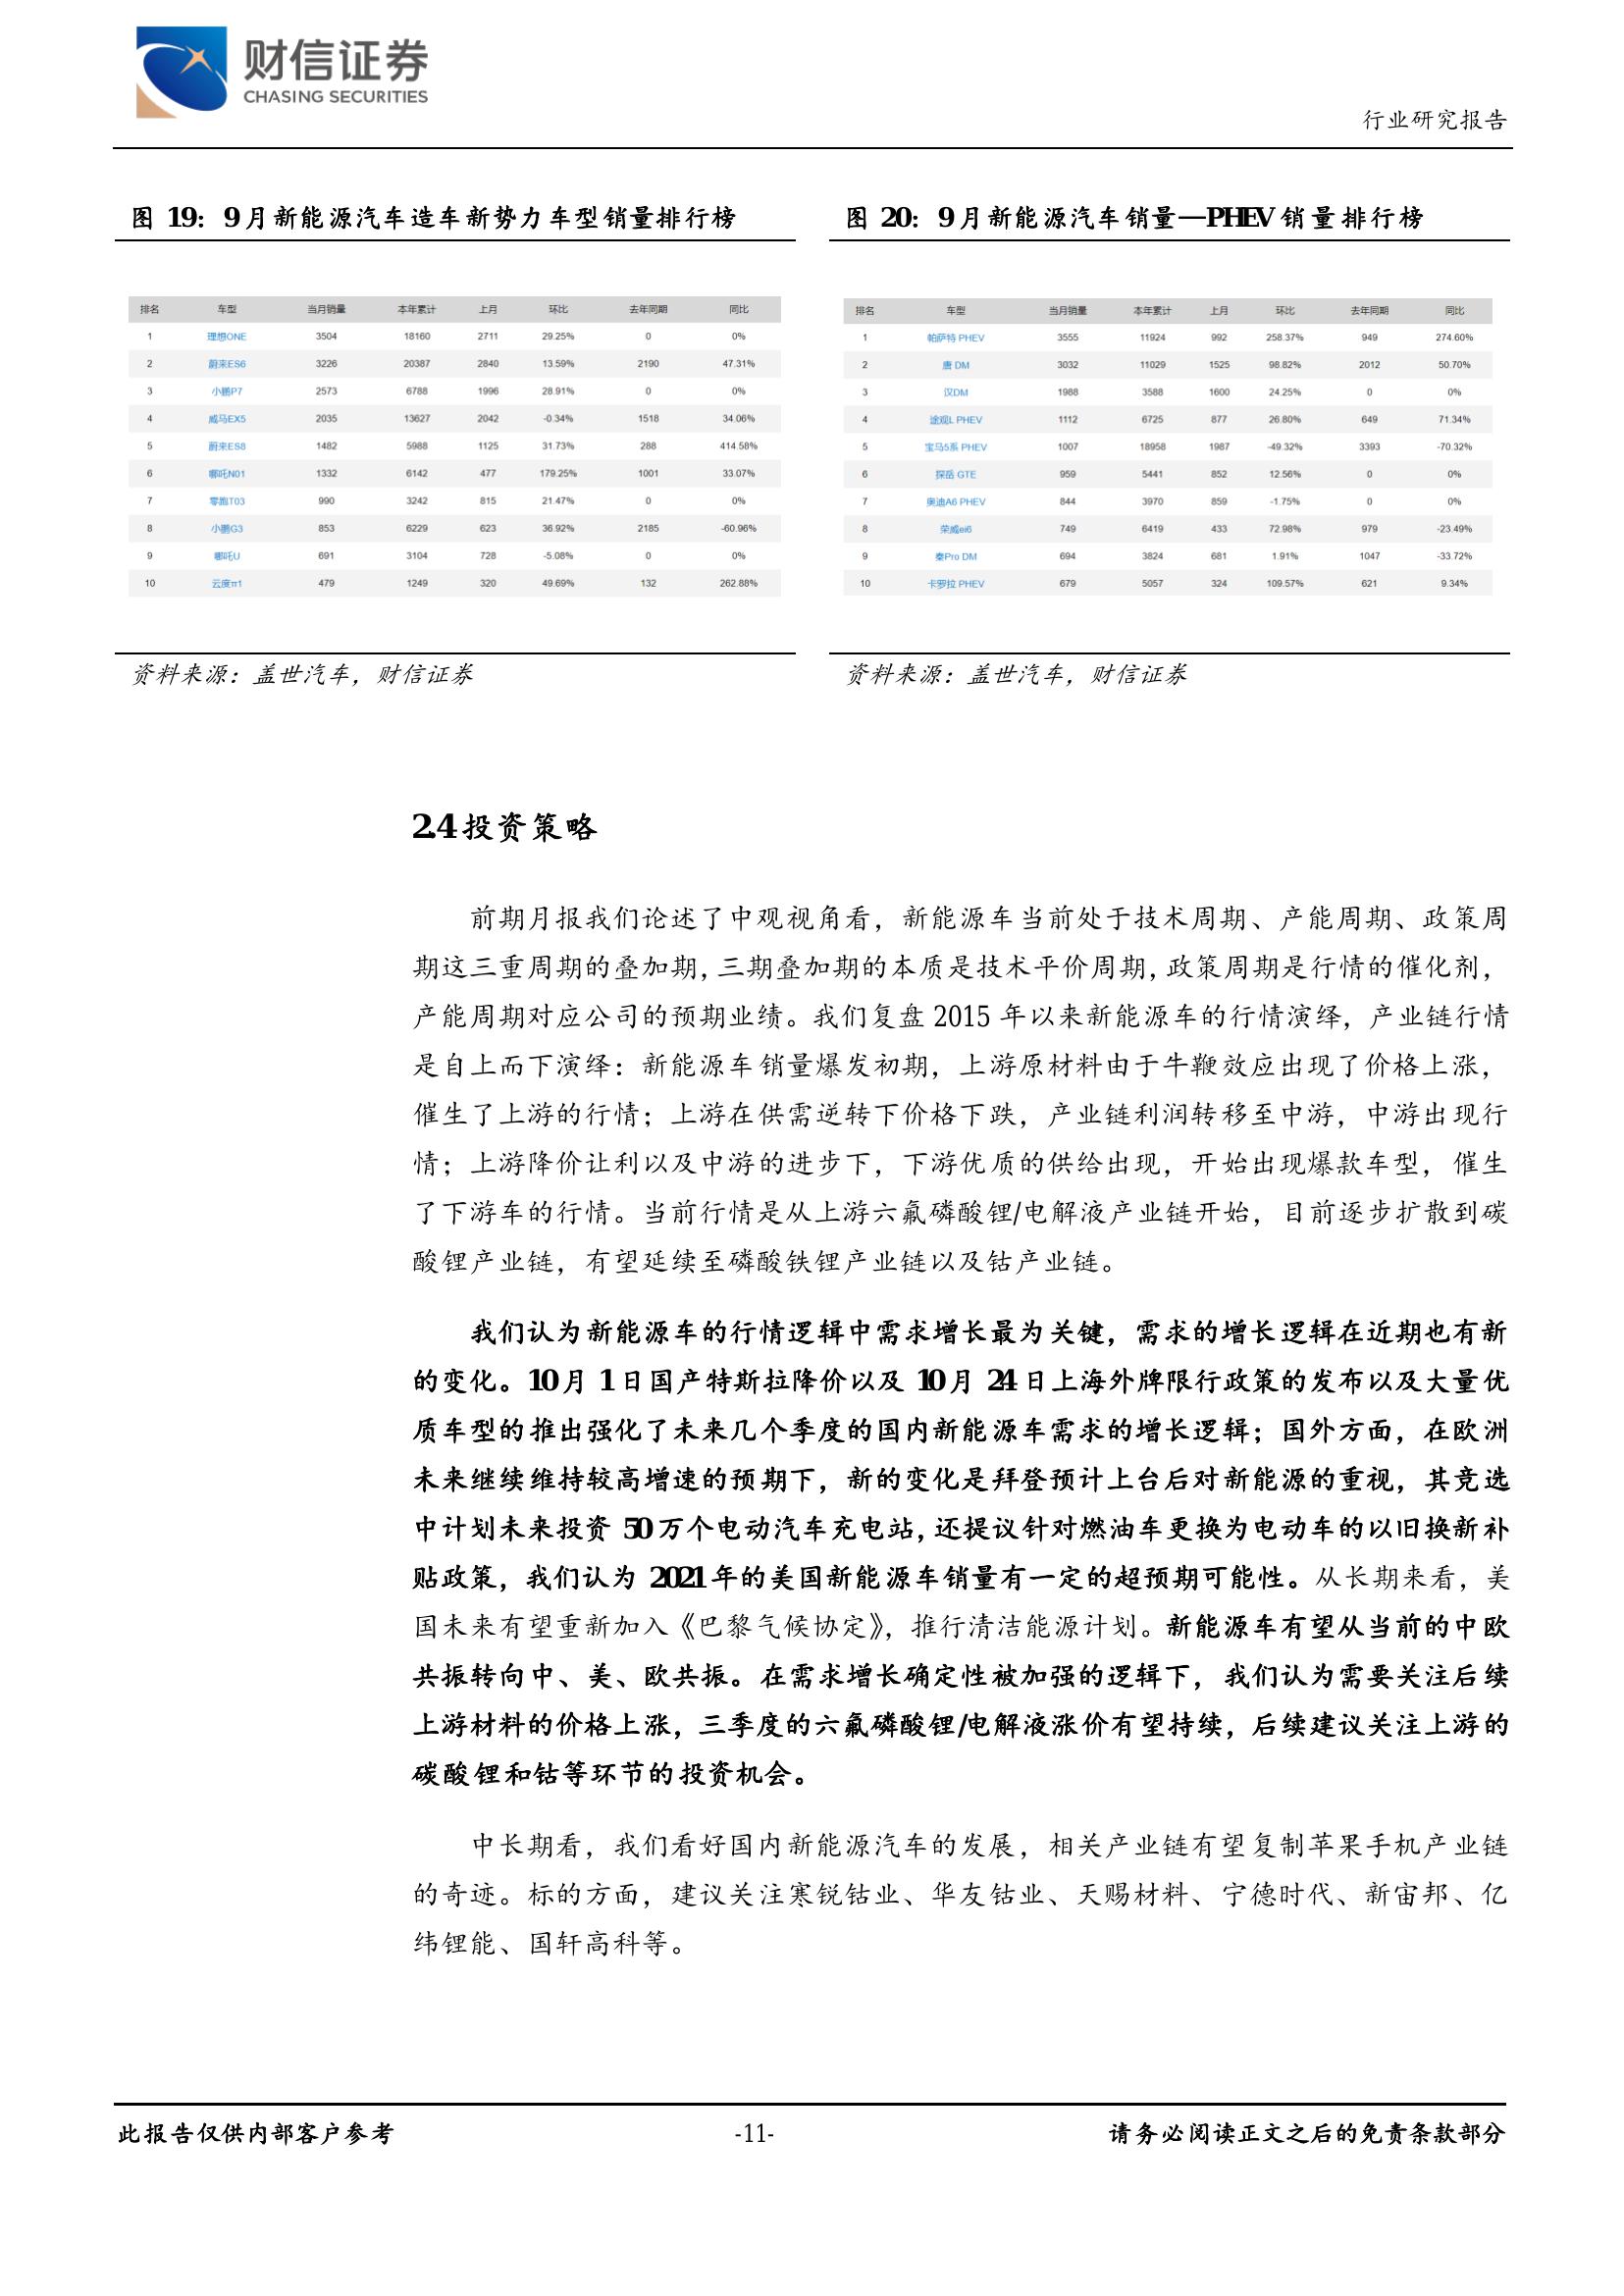 财信证券
CHASING SECURITIES
行业研究报告
图 19：9 月新能源汽车造车新势力车型销量排行榜
排名 车型 当月销量 本年累计 上月 环比 去年同期 同比
1 理想ONE 3504 18160 2711 29.25% 0 0%
2 蔚来ES6 3226 20387 2840 13.59% 2190 47.31%
3 小鹏P7 2573 6788 1996 28.91% 0 0%
4 威马EX5 2035 13627 2042 -0.34% 1518 34.06%
5 蔚来ES8 1482 5988 1125 31.73% 288 414.58%
6 哪吒N01 1332 6142 477 179.25% 1001 33.07%
7 零跑T03 990 3242 815 21.47% 0 0%
8 小鹏G3 853 6229 623 36.92% 2185 -60.96%
9 哪吒U 691 3104 728 -5.08% 0 0%
10 云度π1 479 1249 320 49.69% 132 262.88%
资料来源：盖世汽车，财信证券
图 20：9 月新能源汽车销量—PHEV 销量排行榜
排名 车型 当月销量 本年累计 上月 环比 去年同期 同比
1 帕萨特 PHEV 3555 11924 992 258.37% 949 274.60%
2 唐 DM 3032 11029 1525 98.82% 2012 50.70%
3 汉DM 1988 3588 1600 24.25% 0 0%
4 途观L PHEV 1112 6725 877 26.80% 649 71.34%
5 宝马5系 PHEV 1007 18958 1987 -49.32% 3393 -70.32%
6 探岳 GTE 959 5441 852 12.56% 0 0%
7 奥迪A6 PHEV 844 3970 859 -1.75% 0 0%
8 荣威ei6 749 6419 433 72.98% 979 -23.49%
9 秦Pro DM 694 3824 681 1.91% 1047 -33.72%
10 卡罗拉 PHEV 679 5057 324 109.57% 621 9.34%
资料来源：盖世汽车，财信证券
2.4 投资策略
前期月报我们论述了中观视角看，新能源车当前处于技术周期、产能周期、政策周
期这三重周期的叠加期，三期叠加期的本质是技术平价周期，政策周期是行情的催化剂，
产能周期对应公司的预期业绩。我们复盘 2015 年以来新能源车的行情演绎，产业链行情
是自上而下演绎：新能源车销量爆发初期，上游原材料由于牛鞭效应出现了价格上涨，
催生了上游的行情；上游在供需逆转下价格下跌，产业链利润转移至中游，中游出现行
情；上游降价让利以及中游的进步下，下游优质的供给出现，开始出现爆款车型，催生
了下游车的行情。当前行情是从上游六氟磷酸锂/电解液产业链开始，目前逐步扩散到碳
酸锂产业链，有望延续至磷酸铁锂产业链以及钴产业链。
我们认为新能源车的行情逻辑中需求增长最为关键，需求的增长逻辑在近期也有新
的变化。10 月 1 日国产特斯拉降价以及 10 月 24 日上海外牌限行政策的发布以及大量优
质车型的推出强化了未来几个季度的国内新能源车需求的增长逻辑；国外方面，在欧洲
未来继续维持较高增速的预期下，新的变化是拜登预计上台后对新能源的重视，其竞选
中计划未来投资 50 万个电动汽车充电站，还提议针对燃油车更换为电动车的以旧换新补
贴政策，我们认为 2021 年的美国新能源车销量有一定的超预期可能性。从长期来看，美
国未来有望重新加入《巴黎气候协定》，推行清洁能源计划。新能源车有望从当前的中欧
共振转向中、美、欧共振。在需求增长确定性被加强的逻辑下，我们认为需要关注后续
上游材料的价格上涨，三季度的六氟磷酸锂/电解液涨价有望持续，后续建议关注上游的
碳酸锂和钴等环节的投资机会。
中长期看，我们看好国内新能源汽车的发展，相关产业链有望复制苹果手机产业链
的奇迹。标的方面，建议关注寒锐钴业、华友钴业、天赐材料、宁德时代、新宙邦、亿
纬锂能、国轩高科等。
此报告仅供内部客户参考
-11-
请务必阅读正文之后的免责条款部分